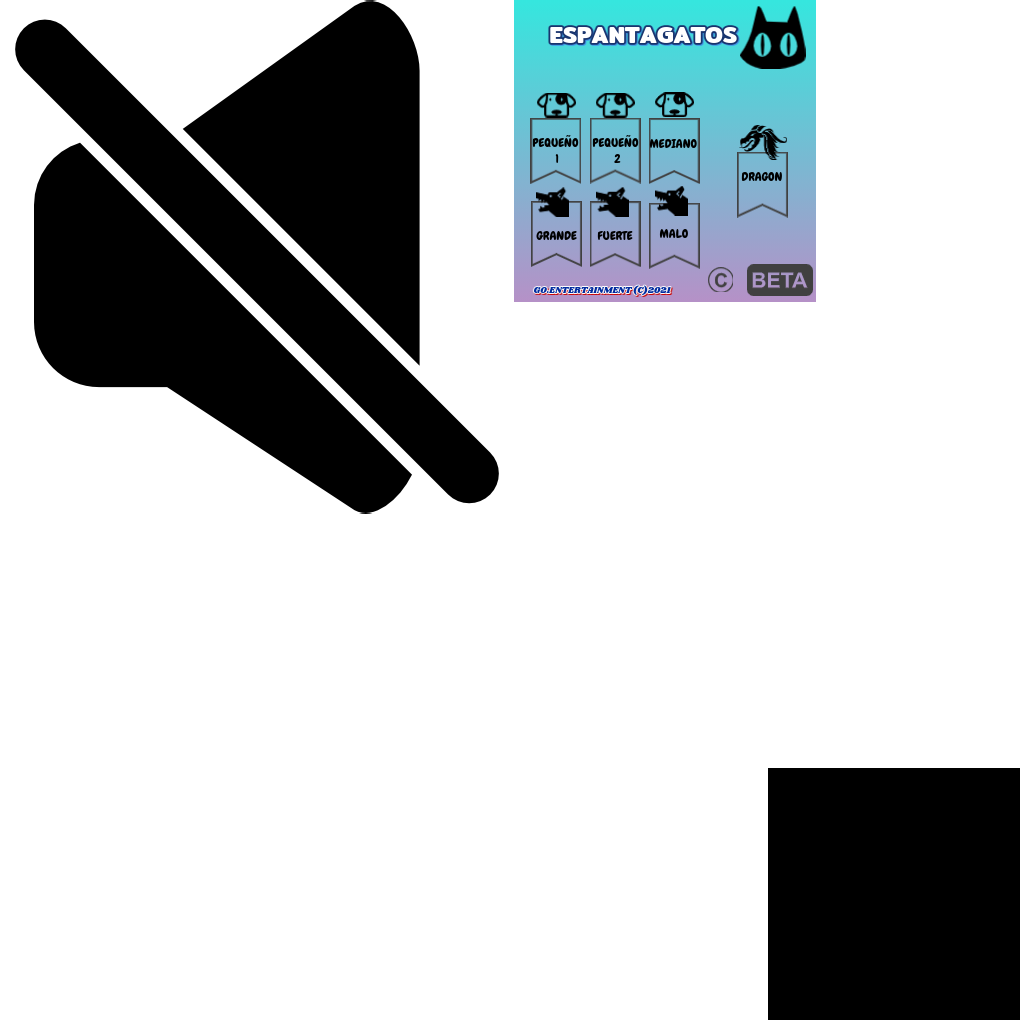 ESPANTAGATOS
PEQUEÑO
1
PEQUEÑO
2
MEDIANO
DRAGON
GRANDE
FUERTE
MALO
GO.ENTERTAINMENT (C)2021
©
BETA